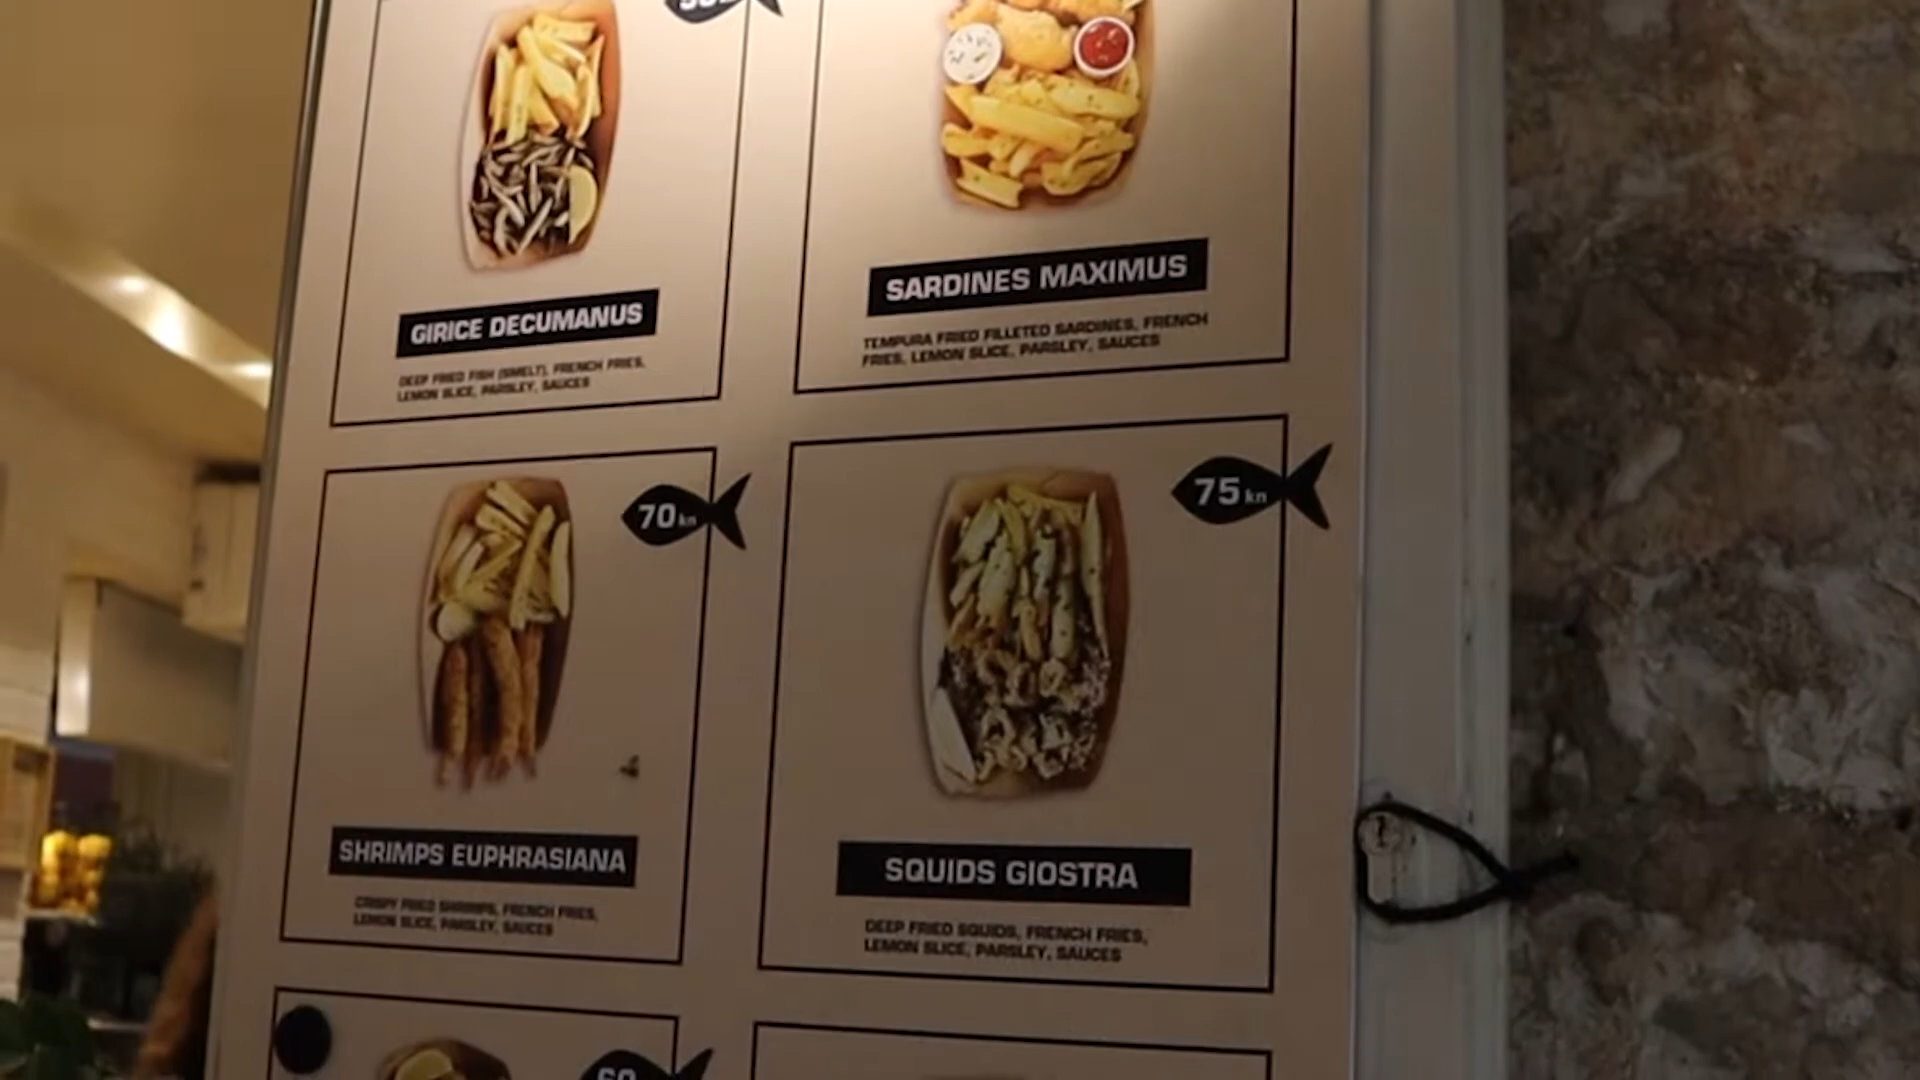 GIRICE DECUMANUS
DEEP FRIED FISH (SMELT), FRENCH FRIES,
LEMON SLICE, PARSLEY, SAUCES
SARDINES MAXIMUS
TEMPURA FRIED FILLETED SARDINES, FRENCH
FRIES, LEMON SLICE, PARSLEY, SAUCES
70 kn
SHRIMPS EUPHRASIANA
CRISPY FRIED SHRIMPS, FRENCH FRIES,
LEMON SLICE, PARSLEY, SAUCES
75 kn
SQUIDS GIOSTRA
DEEP FRIED SQUIDS, FRENCH FRIES,
LEMON SLICE, PARSLEY, SAUCES